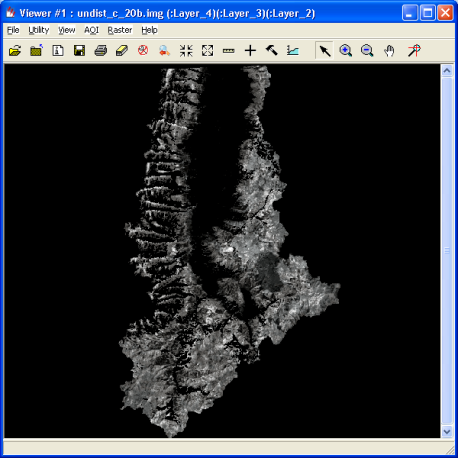 Viewer #1 : undist_c_20b.img (:Layer_4)(:Layer_3)(:Layer_2)
File Utility View AOI Raster Help